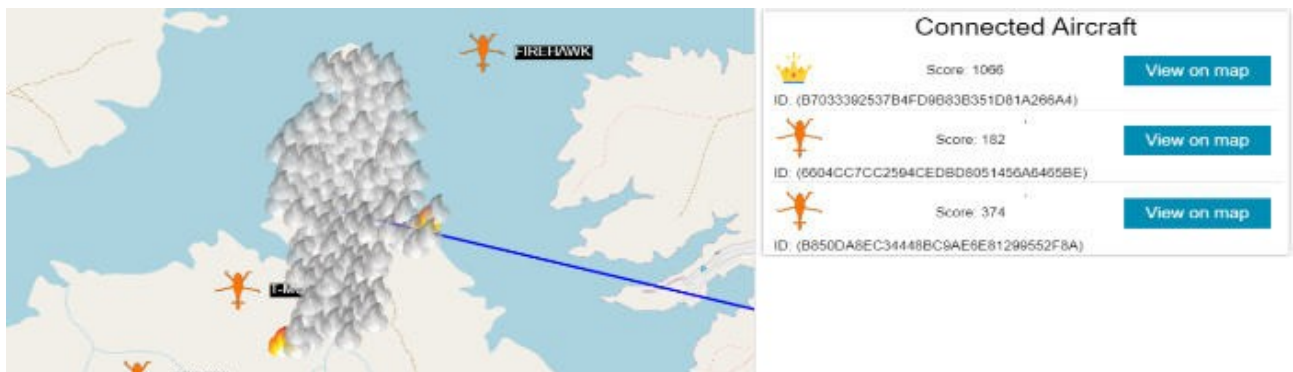 FIREHAWK
Connected Aircraft
Score: 1066
View on map
ID: (B7033392537B4FD9B83B351D81A266A4)
Score: 182
View on map
ID: (6604CC7CC2594CEDBD8051456A6465BE)
Score: 374
View on map
ID: (B850DA8EC34448BC9AE6E81299552F8A)